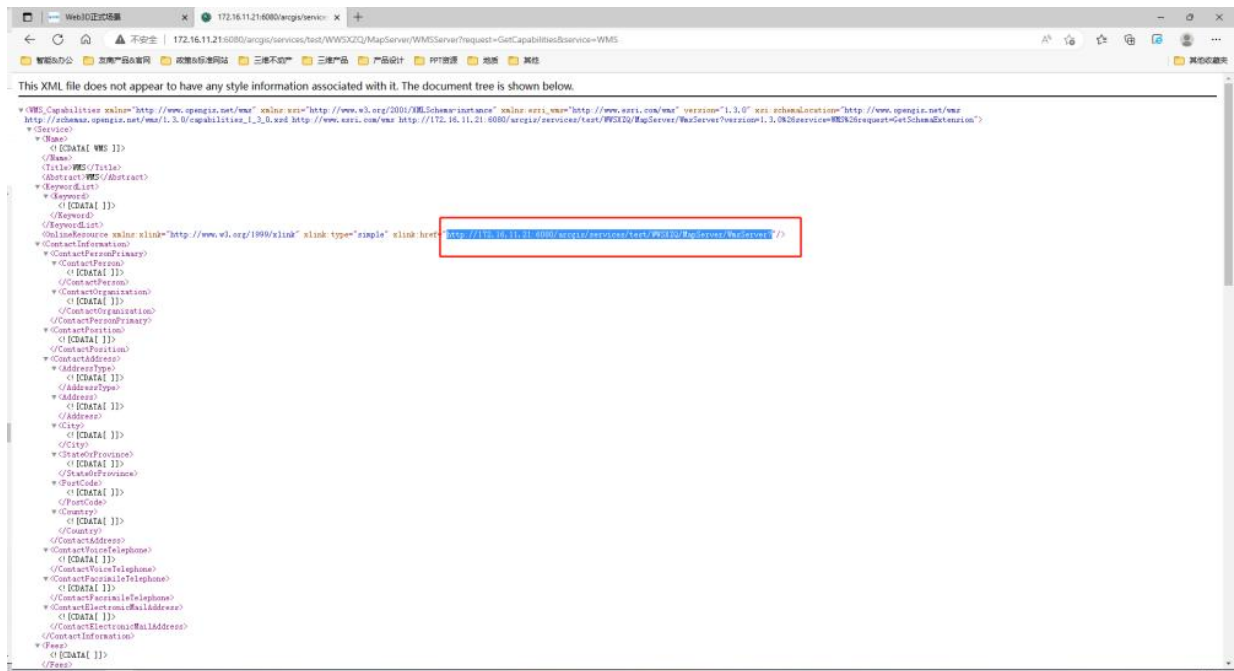 Web3D正式场景
172.16.11.21:6080/arcgis/service
不安全 | 172.16.11.21:6080/arcgis/services/test/WWSXZQ/MapServer/WMSServer?request=GetCapabilities&service=WMS
智能&办公
政策&标准网站
三维不动产
三维产品
产品设计
PPT资源
地质
其他
其他收藏夹
This XML file does not appear to have any style information associated with it. The document tree is shown below.
▼<WMS_Capabilities xmlns="http://www.opengis.net/wms" xmlns:xsi="http://www.w3.org/2001/XMLSchema-instance" xmlns:esri_wms="http://www.esri.com/wms" version="1.3.0" xsi:schemaLocation="http://www.opengis.net/wms
http://schemas.opengis.net/wms/1.3.0/capabilities_1_3_0.xsd http://www.esri.com/wms http://172.16.11.21:6080/arcgis/services/test/WWSXZQ/MapServer/WmsServer?version=1.3.0%26service=WMS%26request=GetSchemaExtension">
▼<Service>
▼<Name>
<![CDATA[ WMS ]]>
</Name>
<Title>WMS</Title>
<Abstract>WMS</Abstract>
▼<KeywordList>
▼<Keyword>
<![CDATA[ ]]>
</Keyword>
</KeywordList>
<OnlineResource xmlns:xlink="http://www.w3.org/1999/xlink" xlink:type="simple" xlink:href="http://172.16.11.21:6080/arcgis/services/test/WWSXZQ/MapServer/WmsServer?"/>
▼<ContactInformation>
▼<ContactPersonPrimary>
▼<ContactPerson>
<![CDATA[ ]]>
</ContactPerson>
▼<ContactOrganization>
<![CDATA[ ]]>
</ContactOrganization>
</ContactPersonPrimary>
▼<ContactPosition>
<![CDATA[ ]]>
</ContactPosition>
▼<ContactAddress>
▼<AddressType>
<![CDATA[ ]]>
</AddressType>
▼<Address>
<![CDATA[ ]]>
</Address>
▼<City>
<![CDATA[ ]]>
</City>
▼<StateOrProvince>
<![CDATA[ ]]>
</StateOrProvince>
▼<PostCode>
<![CDATA[ ]]>
</PostCode>
▼<Country>
<![CDATA[ ]]>
</Country>
</ContactAddress>
▼<ContactVoiceTelephone>
<![CDATA[ ]]>
</ContactVoiceTelephone>
▼<ContactFacsimileTelephone>
<![CDATA[ ]]>
</ContactFacsimileTelephone>
▼<ContactElectronicMailAddress>
<![CDATA[ ]]>
</ContactElectronicMailAddress>
</ContactInformation>
▼<Fees>
<![CDATA[ ]]>
</Fees>